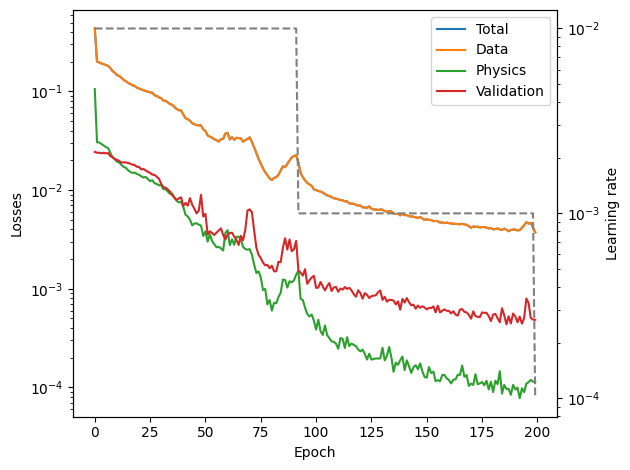 Total
Data
Physics
Validation
Losses
10⁻¹
10⁻²
10⁻³
10⁻⁴
10⁻²
10⁻³
10⁻⁴
Learning rate
0 25 50 75 100 125 150 175 200
Epoch